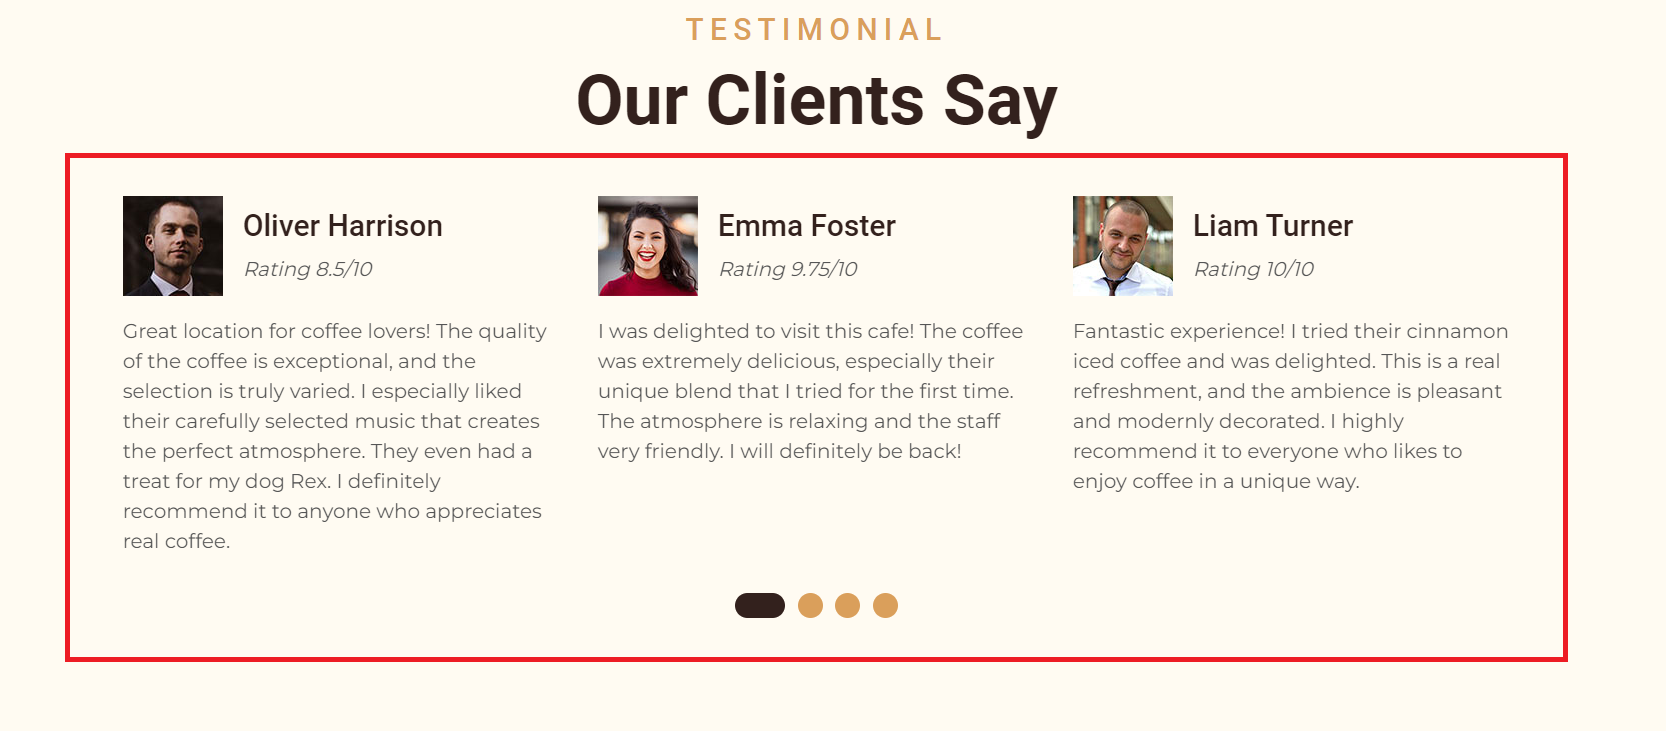 TESTIMONIAL
Our Clients Say
Oliver Harrison
Rating 8.5/10
Great location for coffee lovers! The quality
of the coffee is exceptional, and the
selection is truly varied. I especially liked
their carefully selected music that creates
the perfect atmosphere. They even had a
treat for my dog Rex. I definitely
recommend it to anyone who appreciates
real coffee.
Emma Foster
Rating 9.75/10
I was delighted to visit this cafe! The coffee
was extremely delicious, especially their
unique blend that I tried for the first time.
The atmosphere is relaxing and the staff
very friendly. I will definitely be back!
Liam Turner
Rating 10/10
Fantastic experience! I tried their cinnamon
iced coffee and was delighted. This is a real
refreshment, and the ambience is pleasant
and modernly decorated. I highly
recommend it to everyone who likes to
enjoy coffee in a unique way.